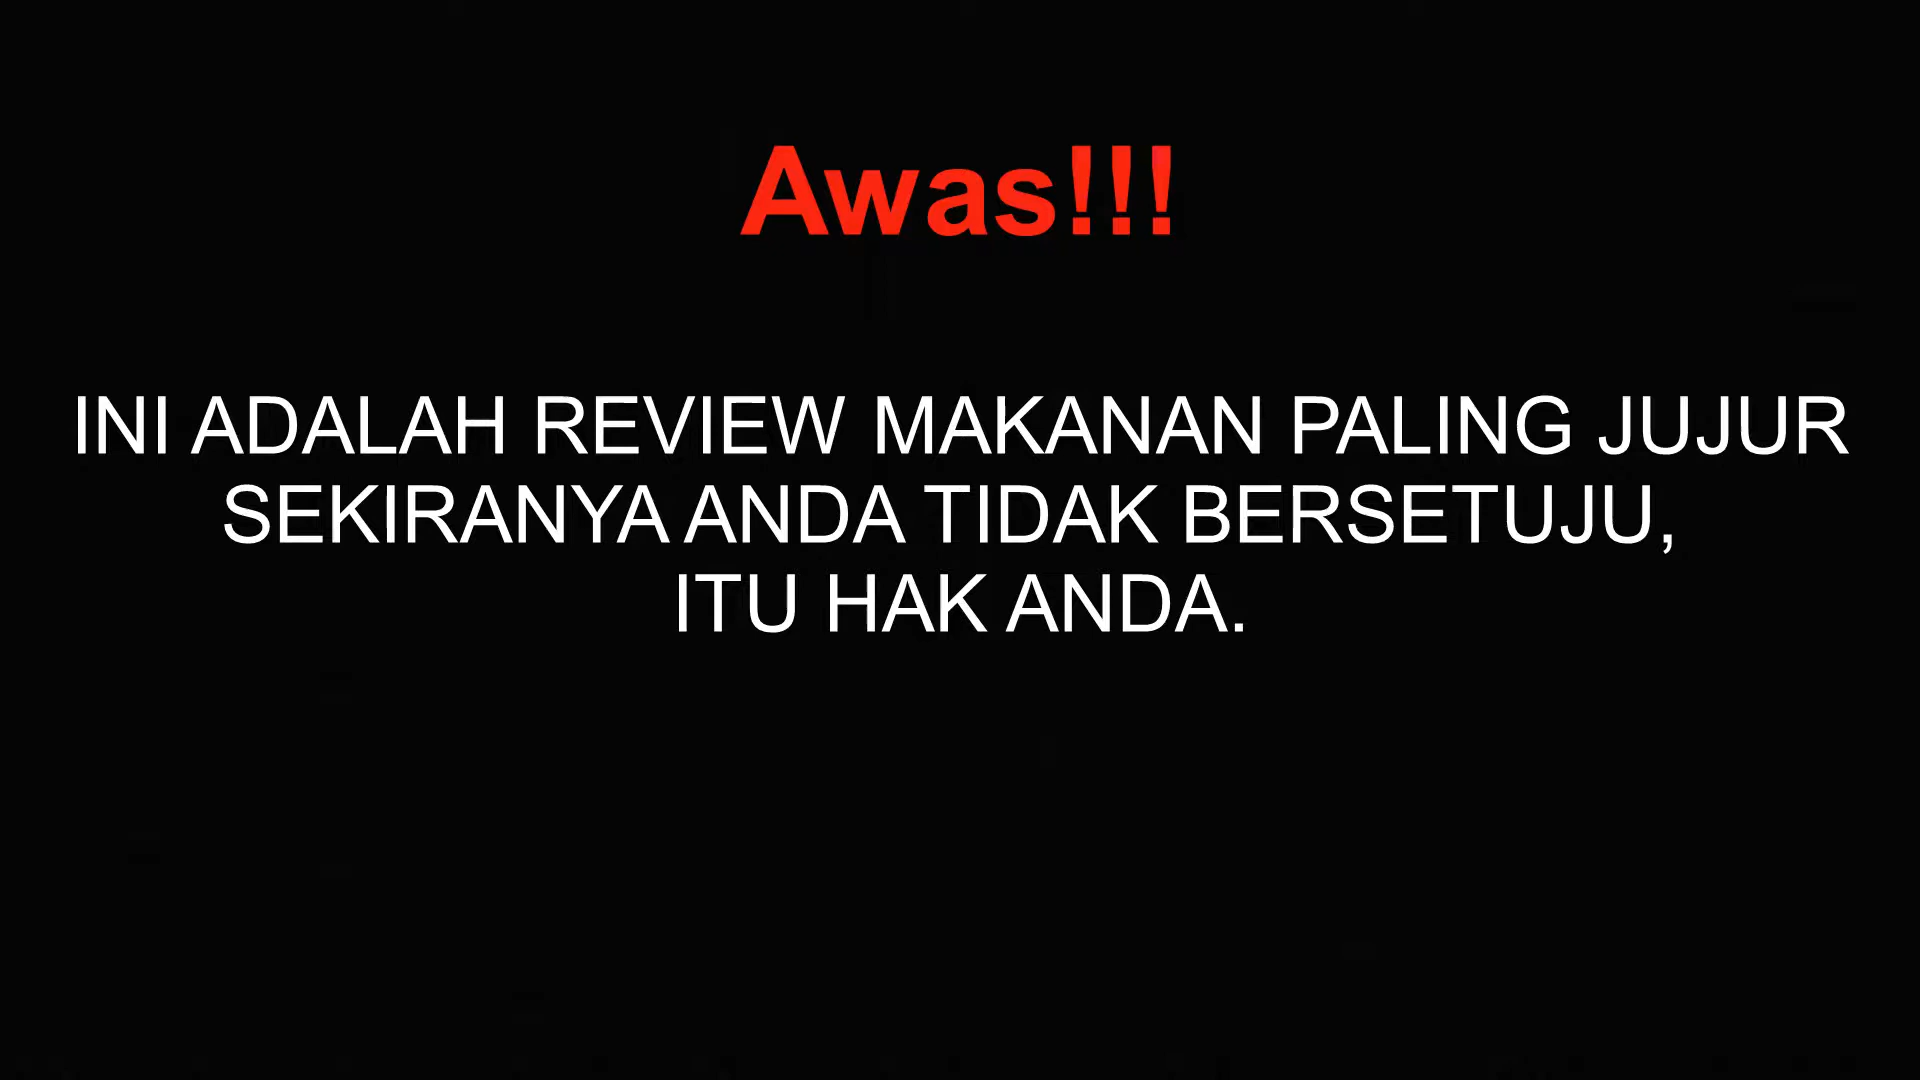 Awas!!!
INI ADALAH REVIEW MAKANAN PALING JUJUR
SEKIRANYA ANDA TIDAK BERSETUJU,
ITU HAK ANDA.